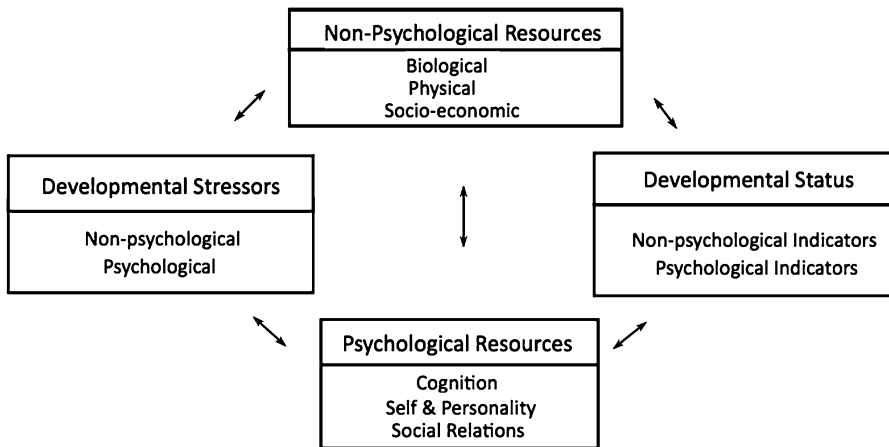 Non-Psychological Resources
Biological
Physical
Socio-economic
Developmental Stressors
Non-psychological
Psychological
Developmental Status
Non-psychological Indicators
Psychological Indicators
Psychological Resources
Cognition
Self & Personality
Social Relations